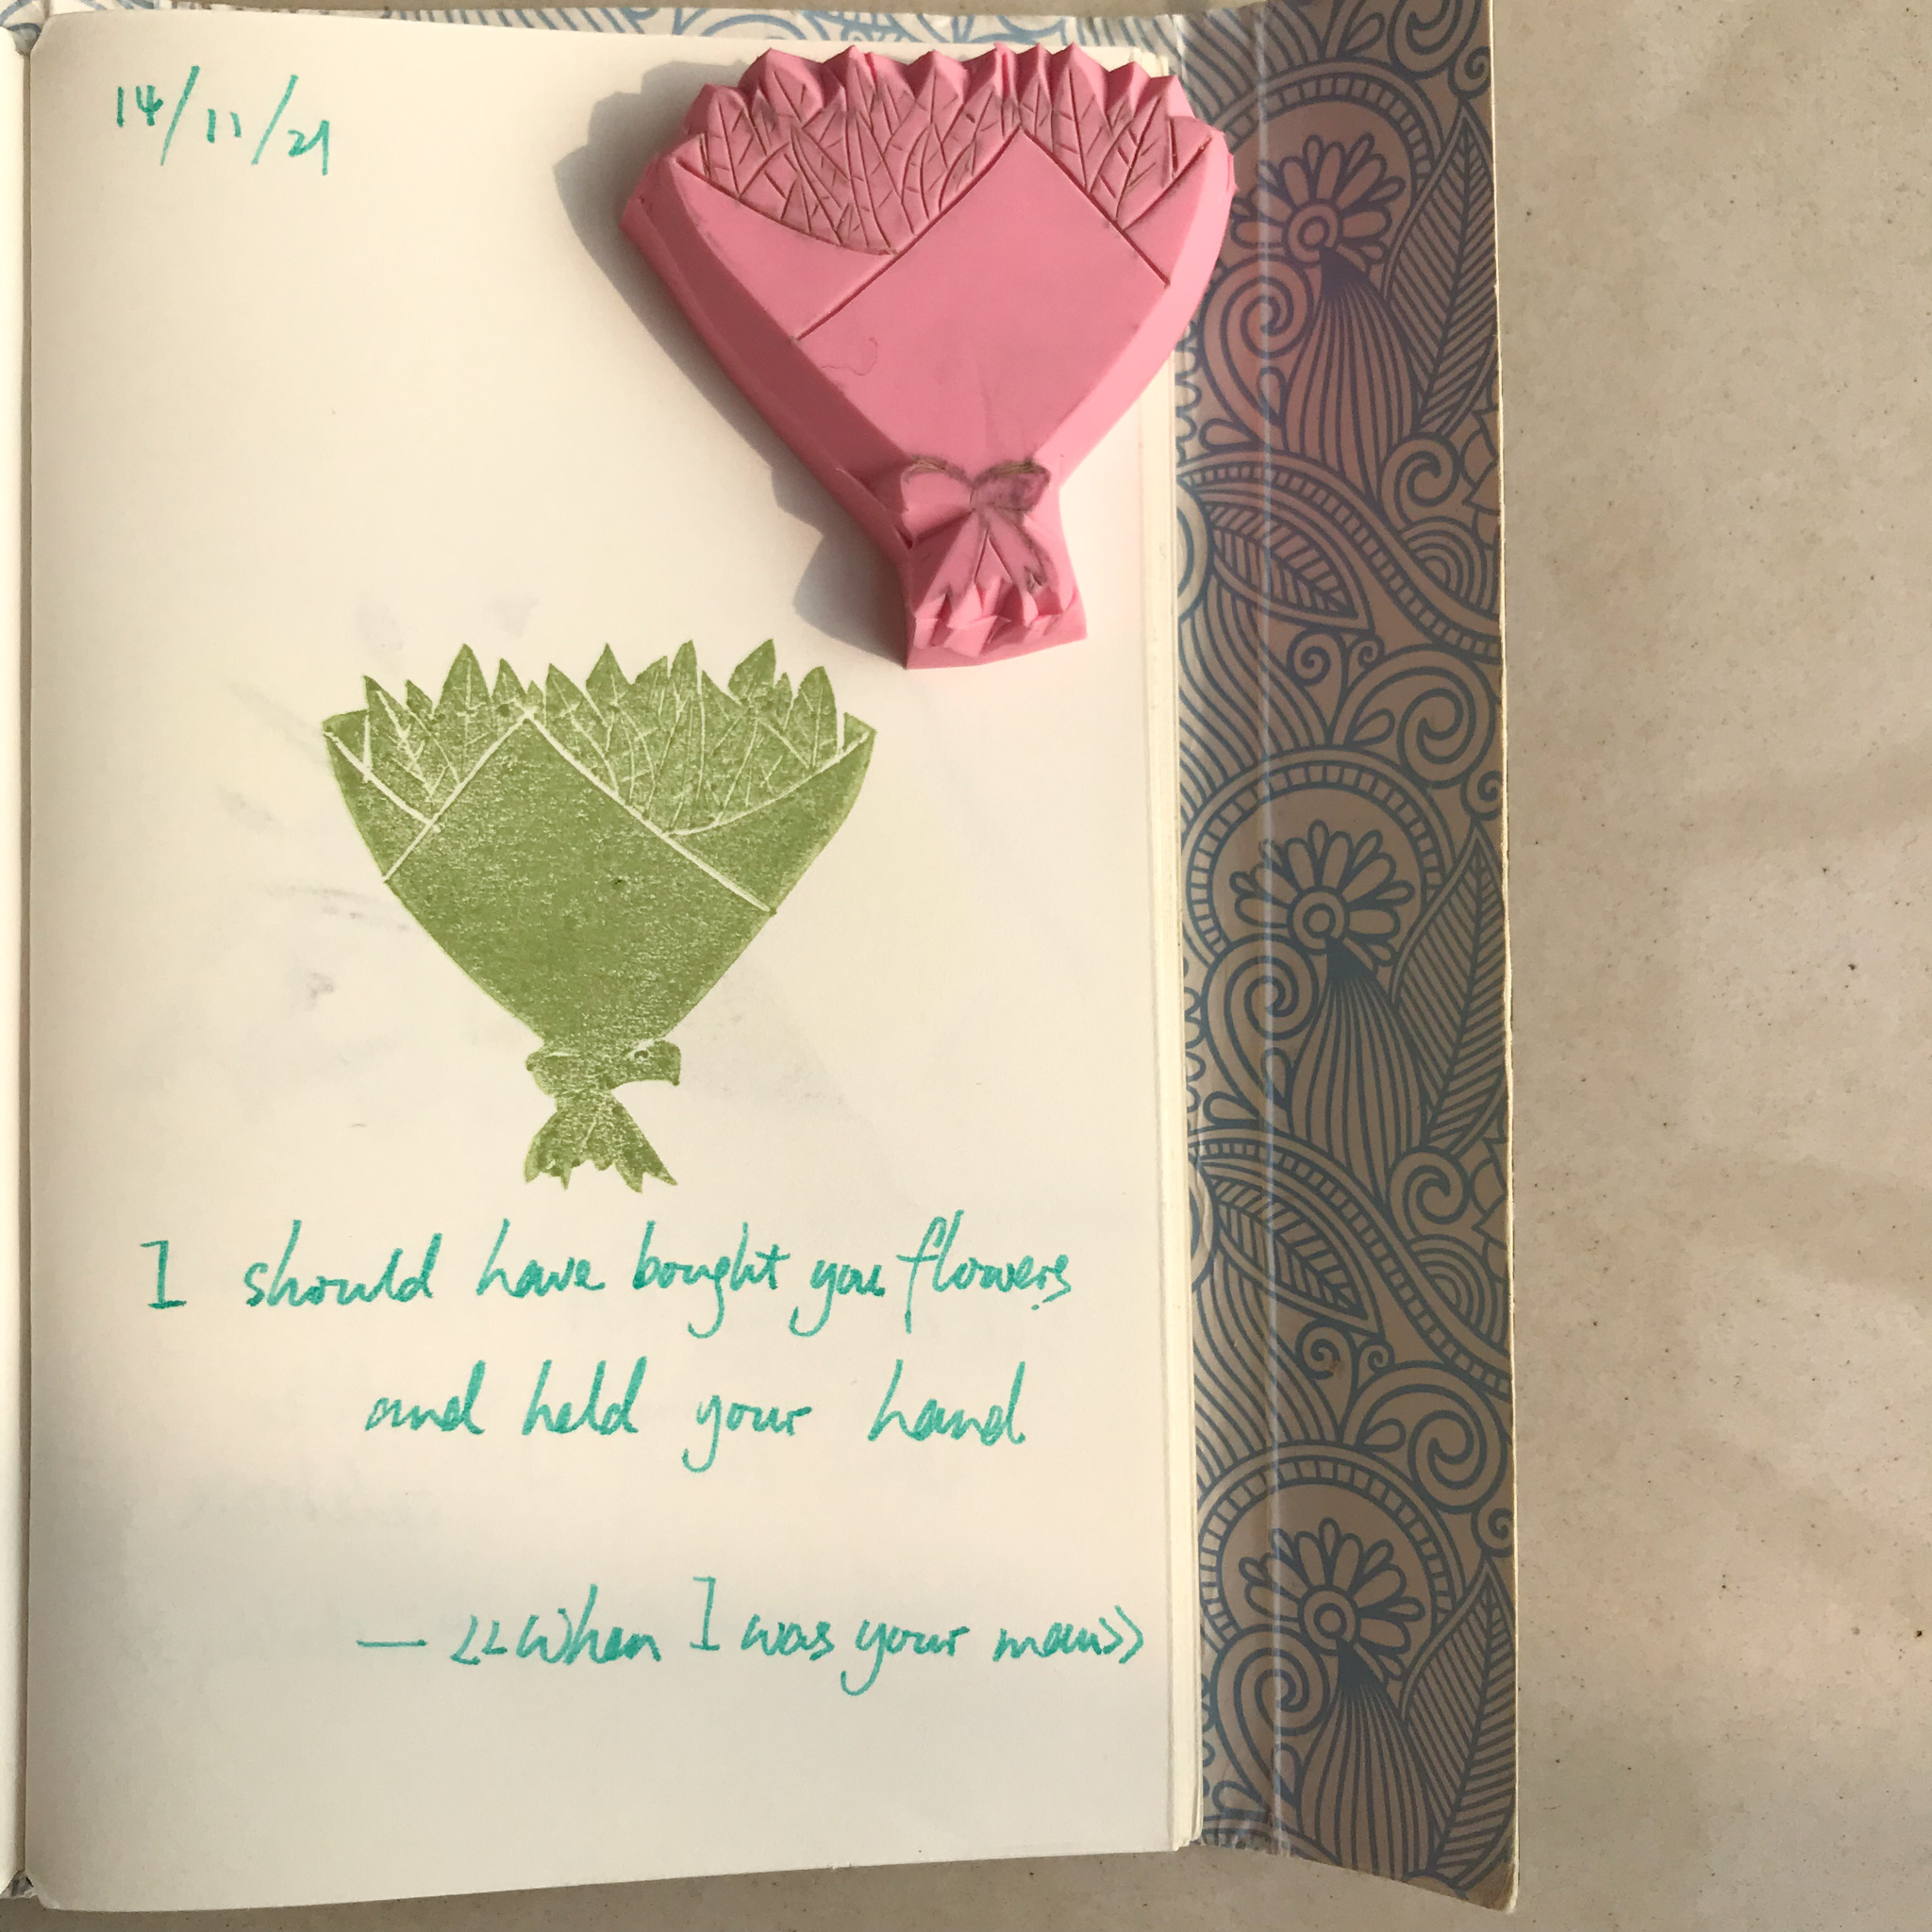 14/11/21
I should have bought you flowers
and held your hand
— <<When I was your man>>